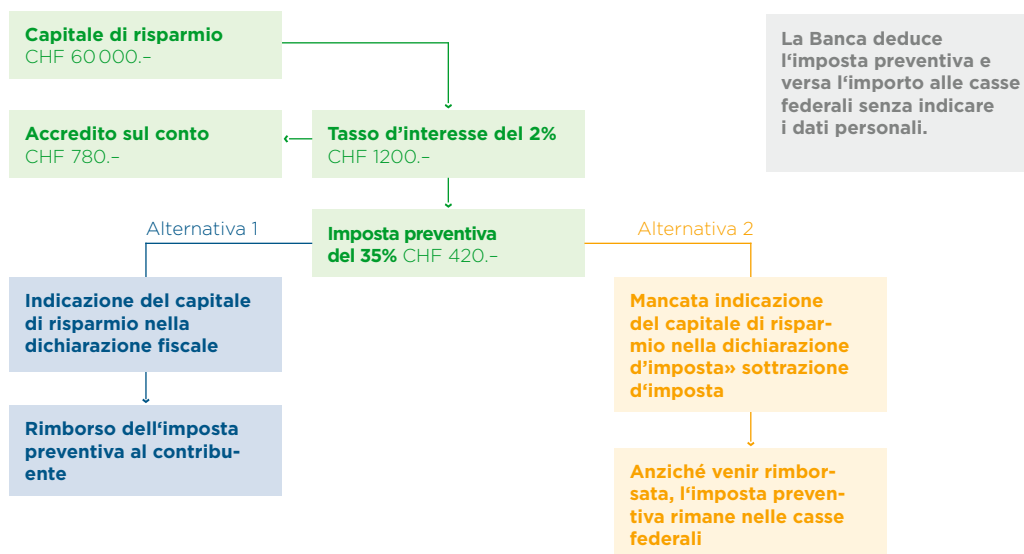 Capitale di risparmio
CHF 60 000.–
La Banca deduce
l‘imposta preventiva e
versa l‘importo alle casse
federali senza indicare
i dati personali.
Accredito sul conto
CHF 780.–
Tasso d’interesse del 2%
CHF 1200.–
Alternativa 1
Imposta preventiva
del 35% CHF 420.–
Alternativa 2
Indicazione del capitale
di risparmio nella
dichiarazione fiscale
Mancata indicazione
del capitale di rispar-
mio nella dichiarazione
d’imposta» sottrazione
d‘imposta
Rimborso dell‘imposta
preventiva al contribu-
ente
Anziché venir rimbor-
sata, l‘imposta preven-
tiva rimane nelle casse
federali